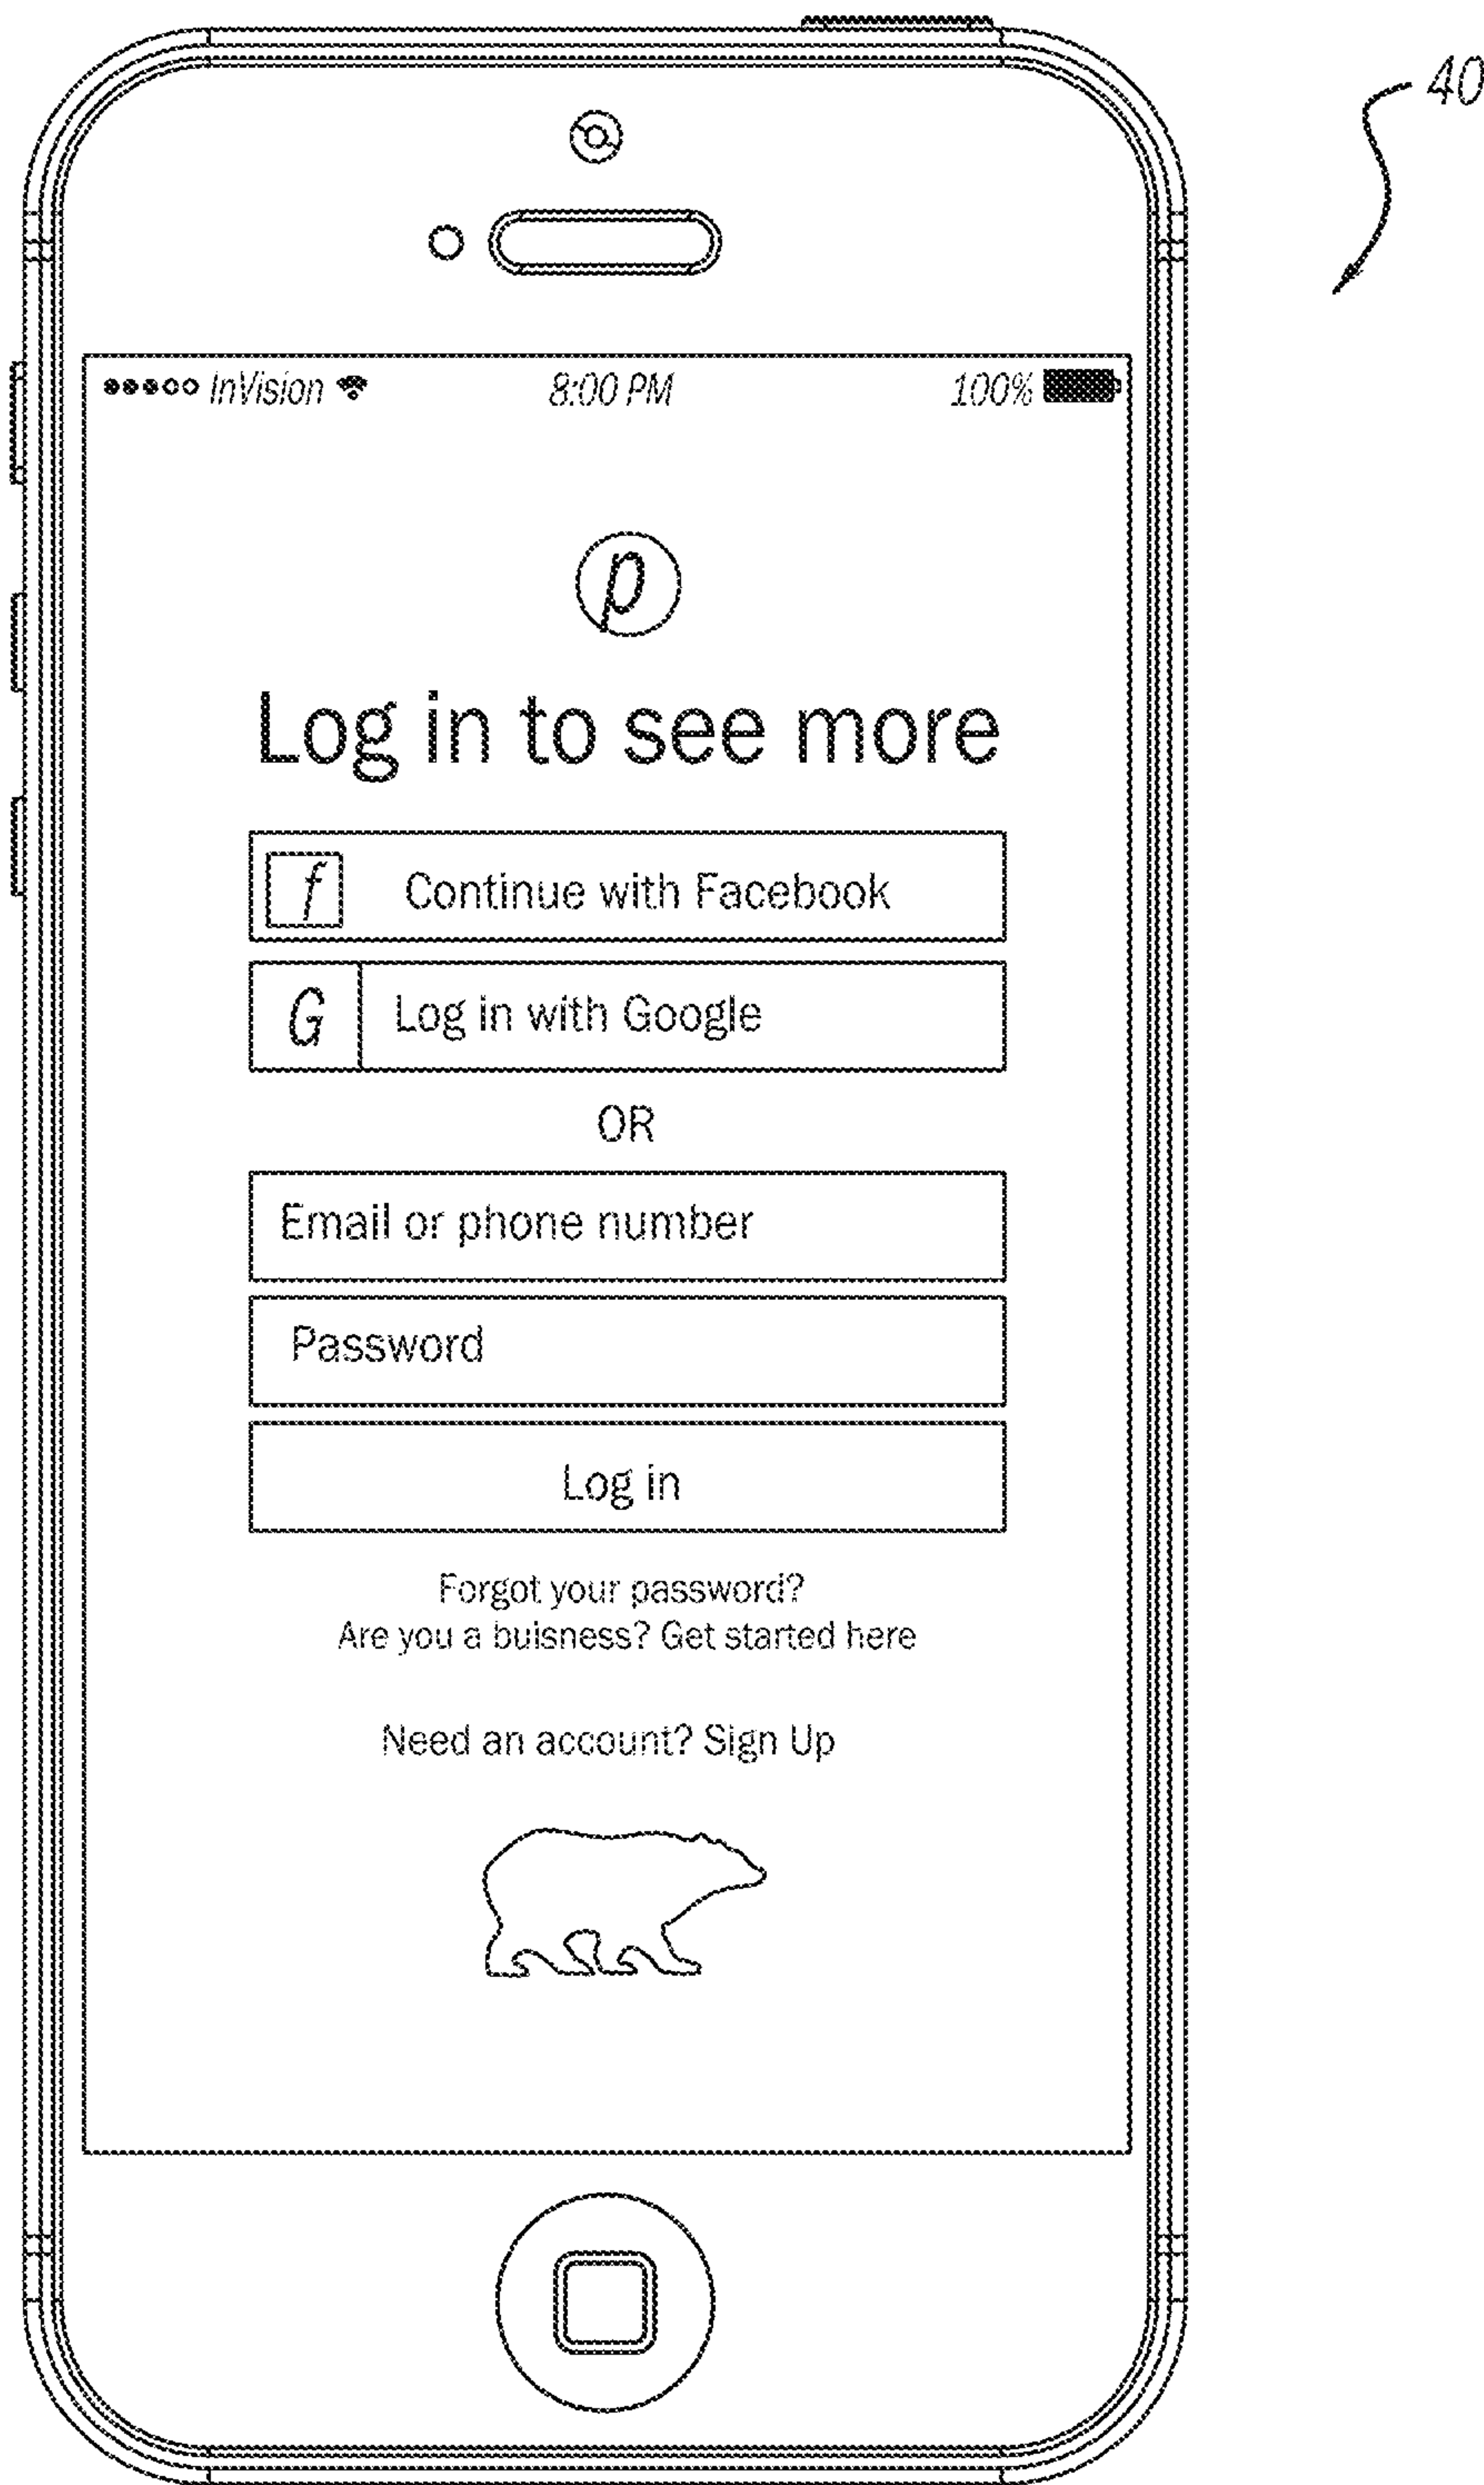 40
InVision 8:00 PM 100%
p
Log in to see more
f Continue with Facebook
G Log in with Google
OR
Email or phone number
Password
Log in
Forgot your password?
Are you a buisness? Get started here
Need an account? Sign Up